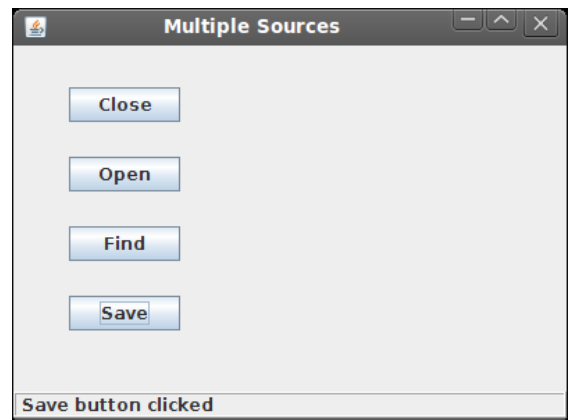 Multiple Sources
Close
Open
Find
Save
Save button clicked